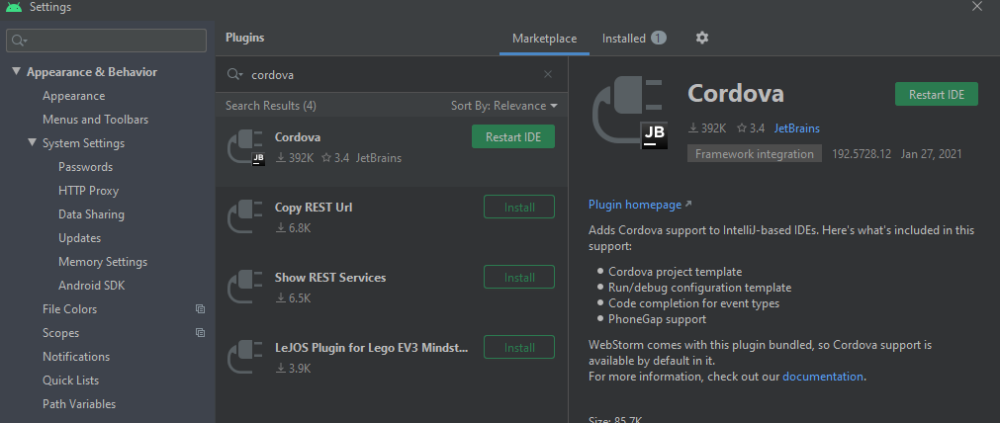 Settings
Plugins
Marketplace
Installed 1
Appearance & Behavior
Appearance
Menus and Toolbars
System Settings
Passwords
HTTP Proxy
Data Sharing
Updates
Memory Settings
Android SDK
File Colors
Scopes
Notifications
Quick Lists
Path Variables
cordova
Search Results (4)
Sort By: Relevance
Cordova
392K 3.4 JetBrains
Restart IDE
JB
Copy REST Url
6.8K
Install
Show REST Services
6.5K
Install
LeJOS Plugin for Lego EV3 Mindst...
3.9K
Install
JB
Cordova
Restart IDE
392K 3.4 JetBrains
Framework integration 192.5728.12 Jan 27, 2021
Plugin homepage
Adds Cordova support to IntelliJ-based IDEs. Here's what's included in this
support:
Cordova project template
Run/debug configuration template
Code completion for event types
PhoneGap support
WebStorm comes with this plugin bundled, so Cordova support is
available by default in it.
For more information, check out our documentation.
Size: 85.7K